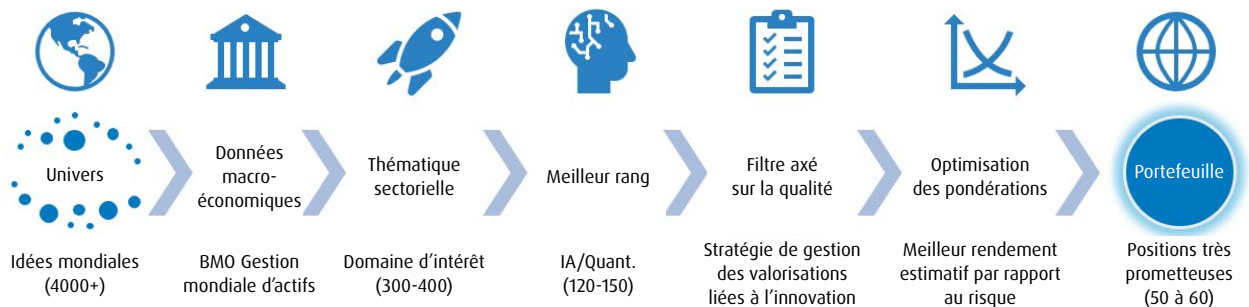 Univers
Données
macro-
économiques
Thématique
sectorielle
Meilleur rang
Filtre axé
sur la qualité
Optimisation
des pondérations
Portefeuille
Idées mondiales
(4000+)
BMO Gestion
mondiale d’actifs
Domaine d’intérêt
(300-400)
IA/Quant.
(120-150)
Stratégie de gestion
des valorisations
liées à l’innovation
Meilleur rendement
estimatif par rapport
au risque
Positions très
prometteuses
(50 à 60)